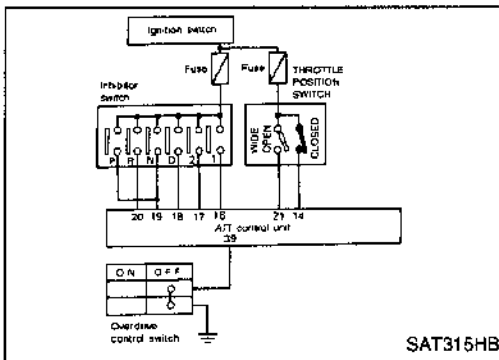 Ignition switch
Fuse
Fuse
THROTTLE
POSITION
SWITCH
Inhibitor
switch
WIDE
OPEN
CLOSED
P R N D 2 1
20 19 18 17 16 21 14
A/T control unit
39
ON OFF
Overdrive
control switch
SAT315HB